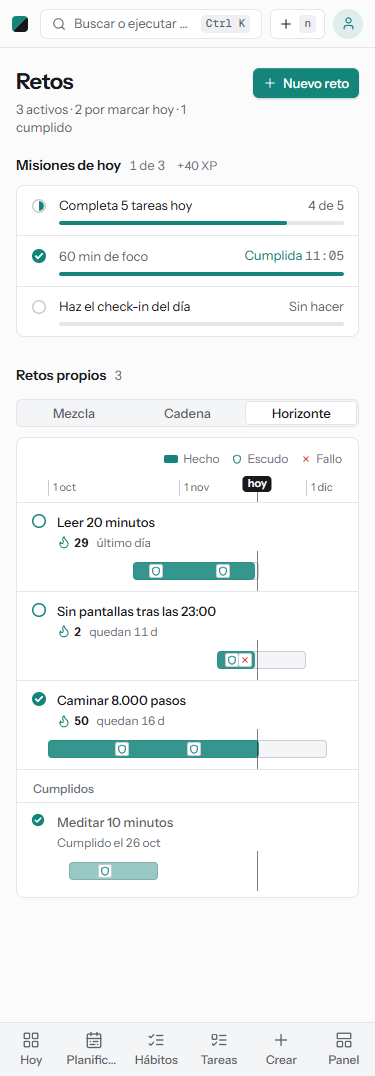 Buscar o ejecutar ... Ctrl K
n
Retos
Nuevo reto
3 activos · 2 por marcar hoy · 1
cumplido
Misiones de hoy 1 de 3 +40 XP
Completa 5 tareas hoy 4 de 5
60 min de foco Cumplida 11:05
Haz el check-in del día Sin hacer
Retos propios 3
Mezcla Cadena Horizonte
Hecho Escudo Fallo
1 oct 1 nov hoy 1 dic
Leer 20 minutos
29 último día
Sin pantallas tras las 23:00
2 quedan 11 d
Caminar 8.000 pasos
50 quedan 16 d
Cumplidos
Meditar 10 minutos
Cumplido el 26 oct
Hoy Planific... Hábitos Tareas Crear Panel